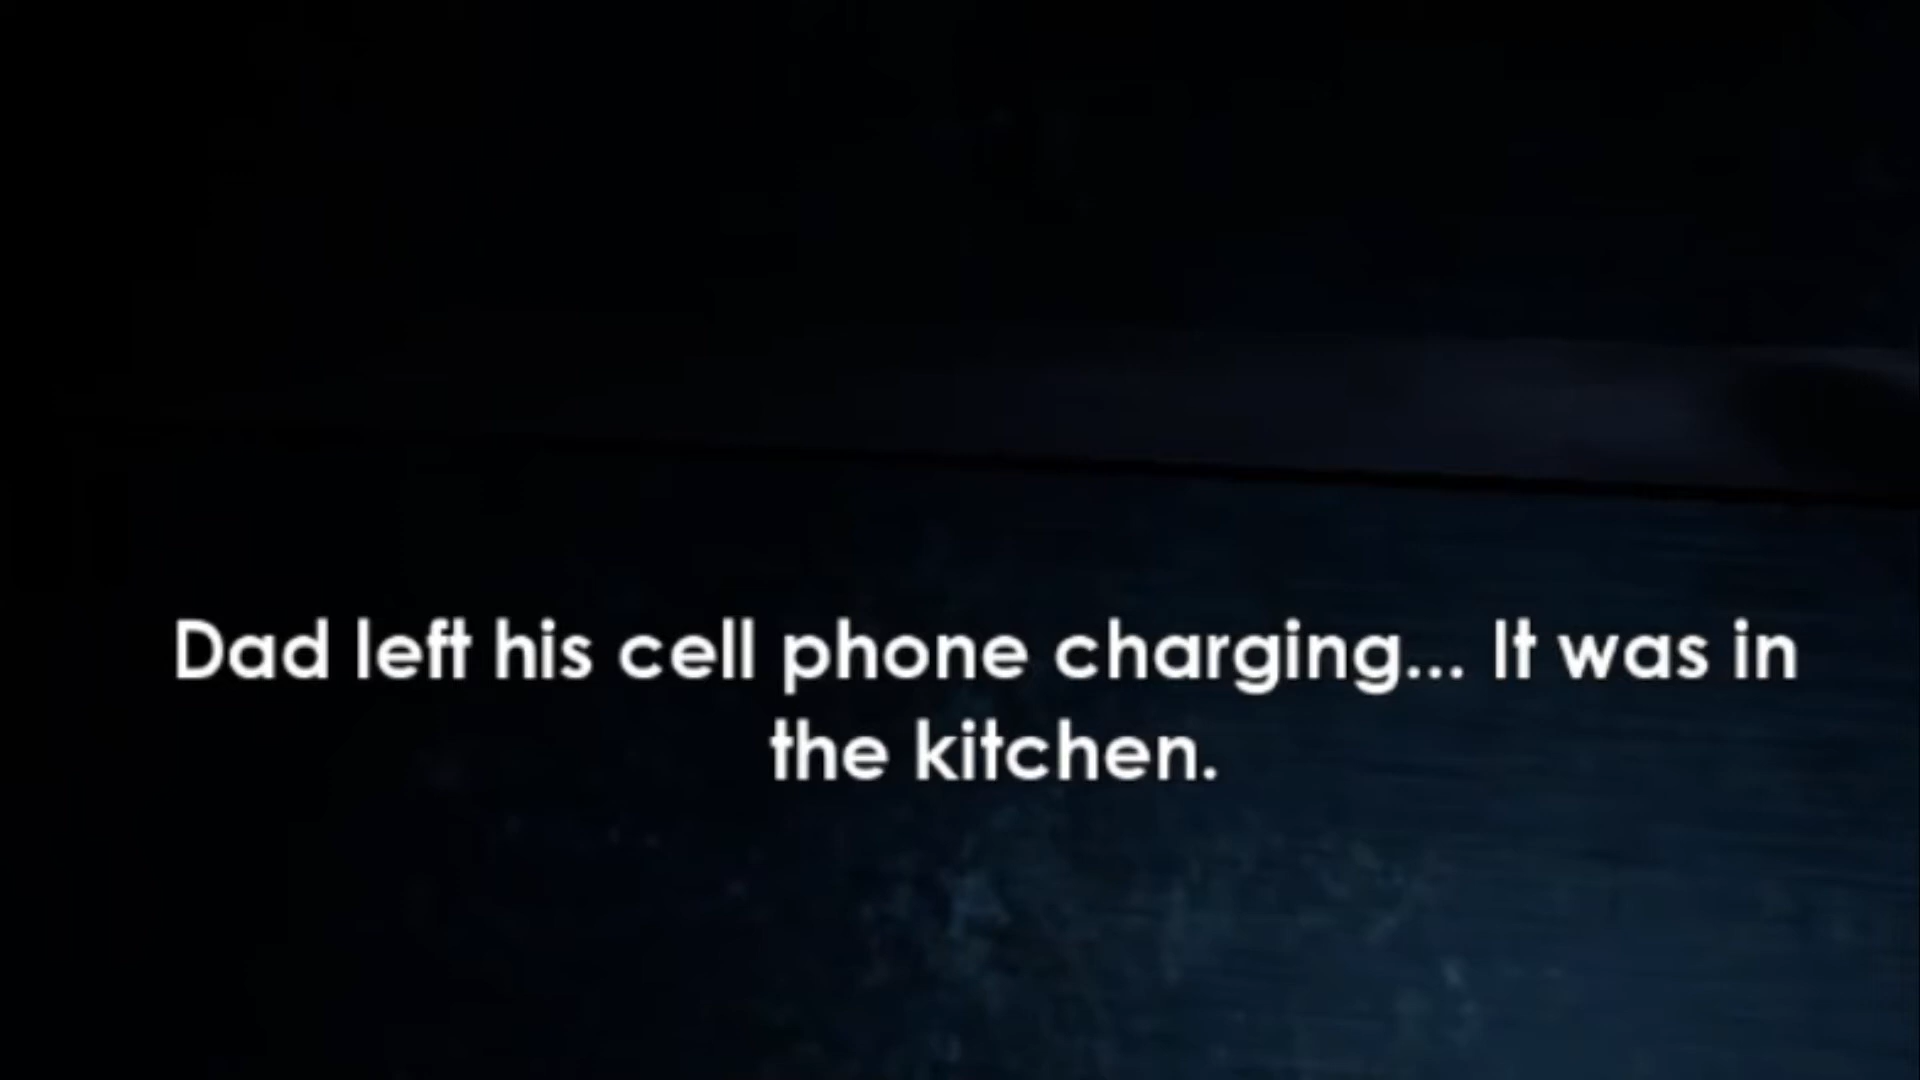 Dad left his cell phone charging... It was in
the kitchen.